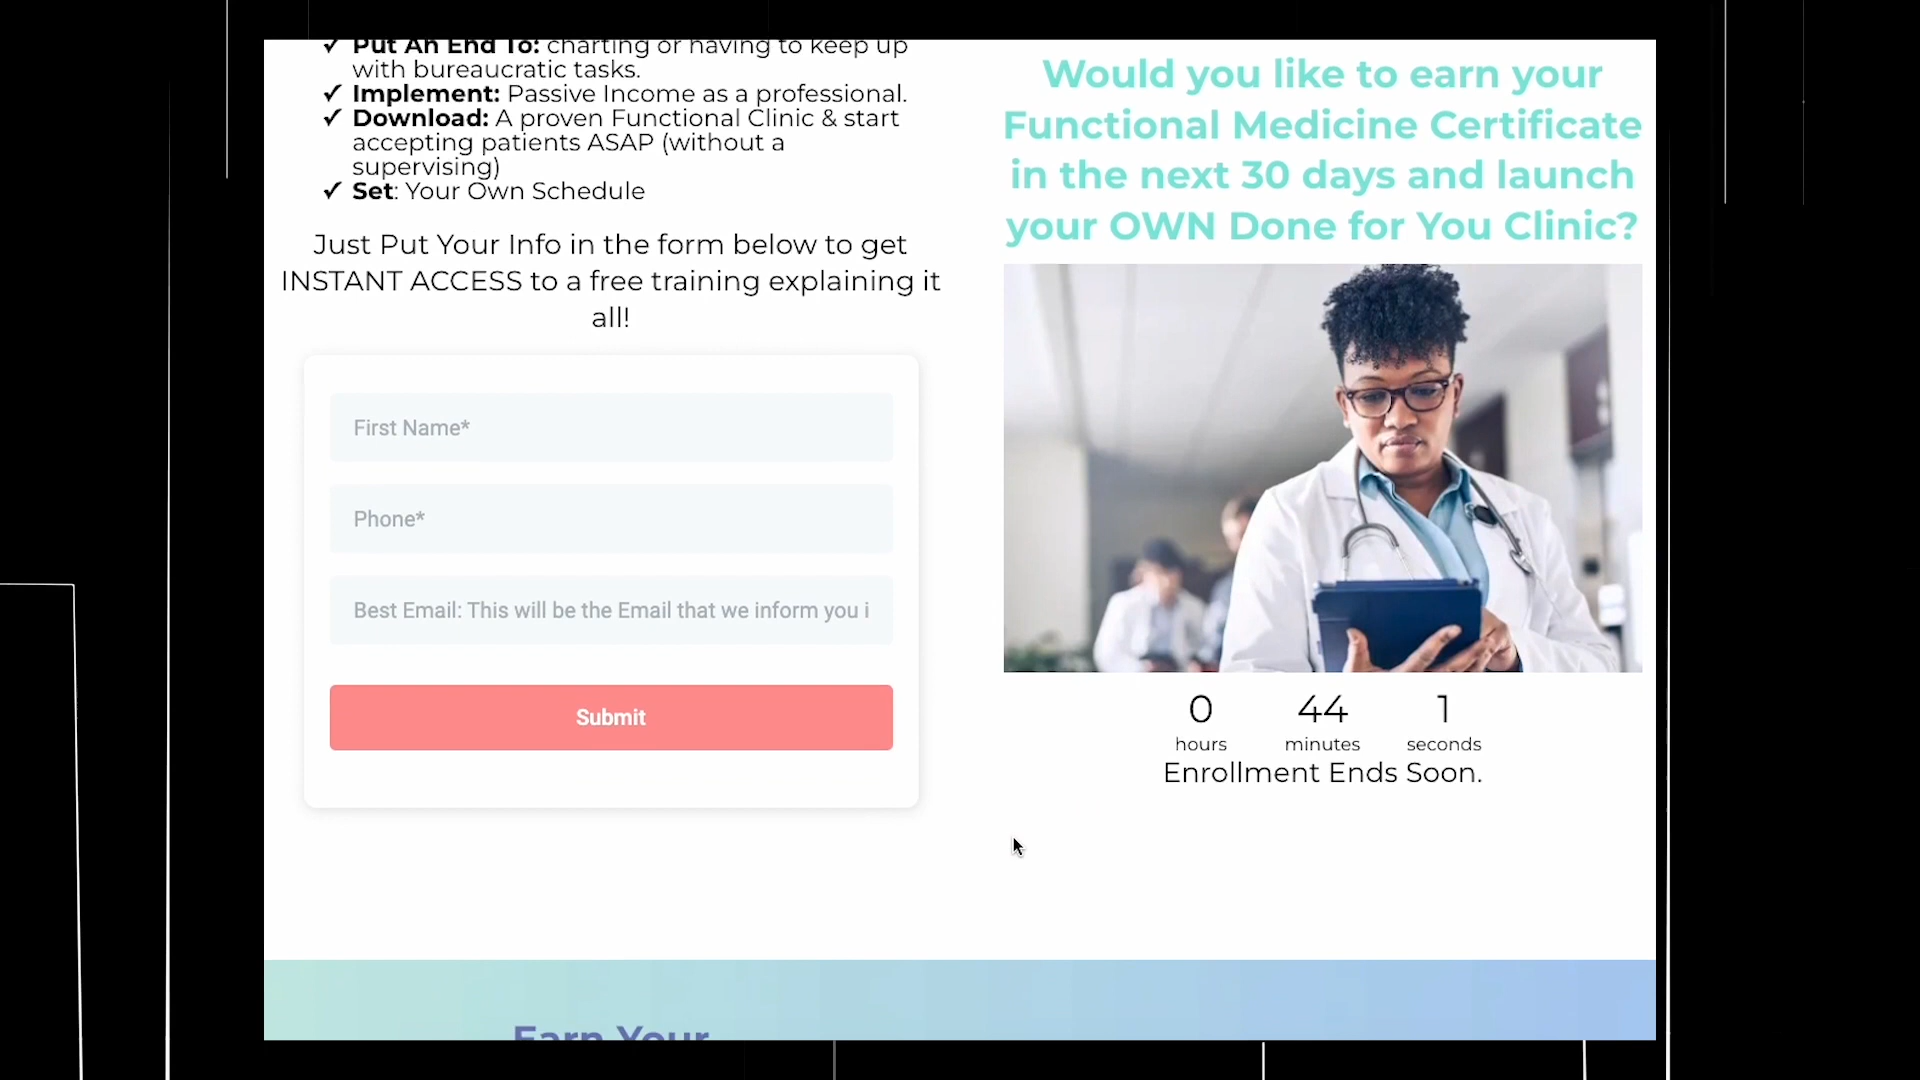 ✓ Put An End To: charting or having to keep up
with bureaucratic tasks.
✓ Implement: Passive Income as a professional.
✓ Download: A proven Functional Clinic & start
accepting patients ASAP (without a
supervising)
✓ Set: Your Own Schedule
Just Put Your Info in the form below to get
INSTANT ACCESS to a free training explaining it
all!
First Name*
Phone*
Best Email: This will be the Email that we inform you i
Submit
Would you like to earn your
Functional Medicine Certificate
in the next 30 days and launch
your OWN Done for You Clinic?
0 44 1
hours minutes seconds
Enrollment Ends Soon.
Earn Your